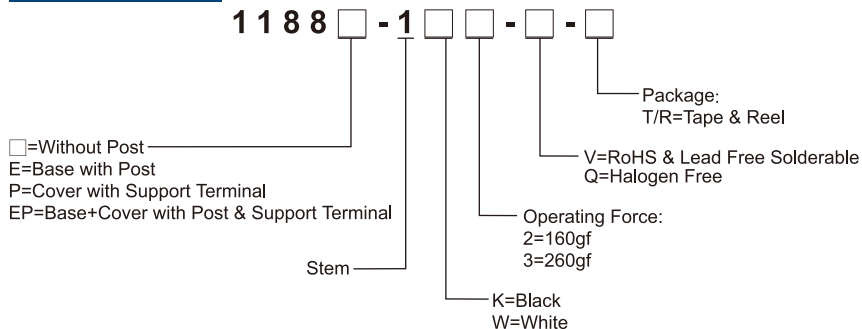 1188□-1□□-□-□
Package:
T/R=Tape & Reel
□=Without Post
E=Base with Post
P=Cover with Support Terminal
EP=Base+Cover with Post & Support Terminal
V=RoHS & Lead Free Solderable
Q=Halogen Free
Operating Force:
2=160gf
3=260gf
Stem
K=Black
W=White